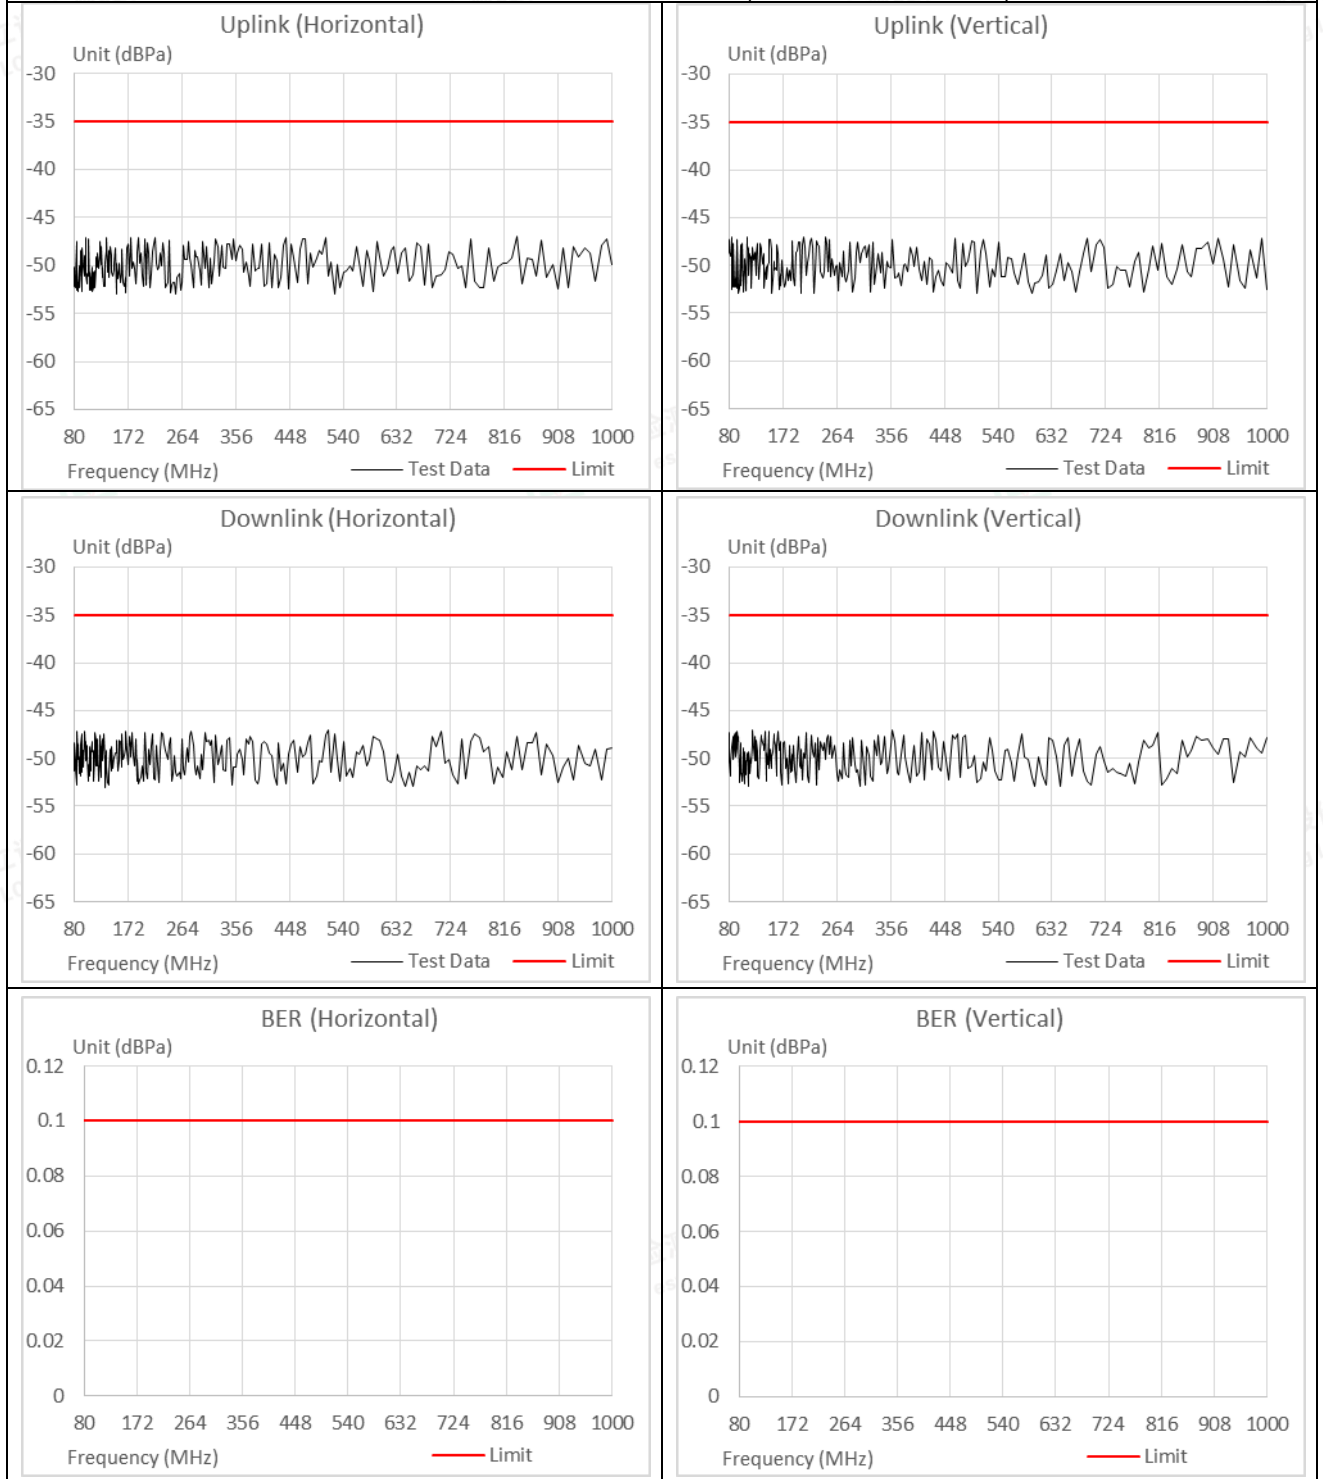 Uplink (Horizontal)
Unit (dBPa)
-30
-35
-40
-45
-50
-55
-60
-65
80 172 264 356 448 540 632 724 816 908 1000
Frequency (MHz) Test Data Limit
Uplink (Vertical)
Unit (dBPa)
-30
-35
-40
-45
-50
-55
-60
-65
80 172 264 356 448 540 632 724 816 908 1000
Frequency (MHz) Test Data Limit
Downlink (Horizontal)
Unit (dBPa)
-30
-35
-40
-45
-50
-55
-60
-65
80 172 264 356 448 540 632 724 816 908 1000
Frequency (MHz) Test Data Limit
Downlink (Vertical)
Unit (dBPa)
-30
-35
-40
-45
-50
-55
-60
-65
80 172 264 356 448 540 632 724 816 908 1000
Frequency (MHz) Test Data Limit
BER (Horizontal)
Unit (dBPa)
0.12
0.1
0.08
0.06
0.04
0.02
0
80 172 264 356 448 540 632 724 816 908 1000
Frequency (MHz) Limit
BER (Vertical)
Unit (dBPa)
0.12
0.1
0.08
0.06
0.04
0.02
0
80 172 264 356 448 540 632 724 816 908 1000
Frequency (MHz) Limit